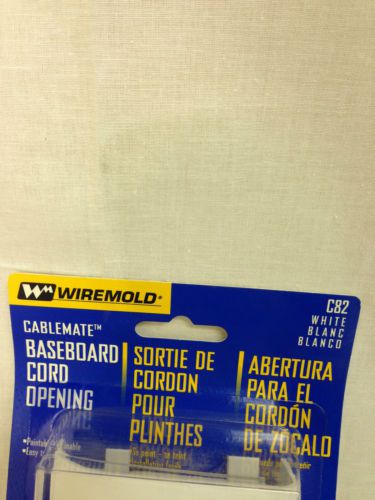 WIREMOLD®
C82
WHITE
BLANC
BLANCO
CABLEMATE™
BASEBOARD
CORD
OPENING
SORTIE DE
CORDON
POUR
PLINTHES
ABERTURA
PARA EL
CORDÓN
DE ZÓCALO